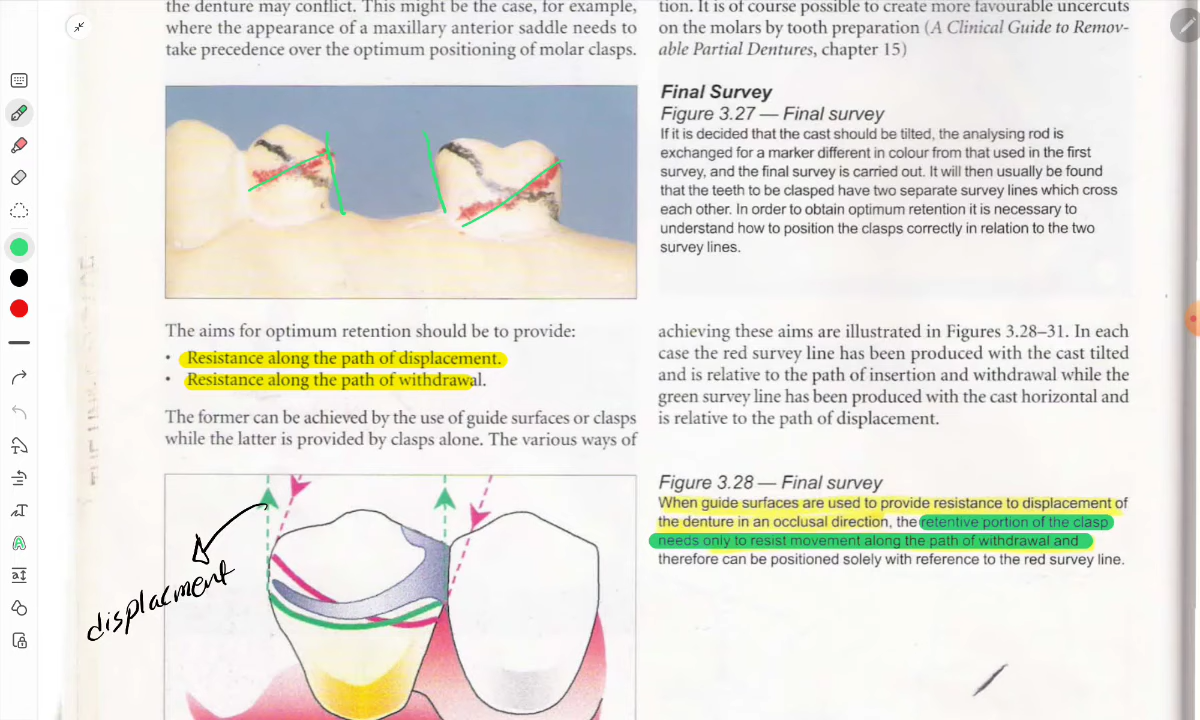 the denture may conflict. This might be the case, for example,
where the appearance of a maxillary anterior saddle needs to
take precedence over the optimum positioning of molar clasps.
tion. It is of course possible to create more favourable uncercuts
on the molars by tooth preparation (A Clinical Guide to Remov-
able Partial Dentures, chapter 15)
Final Survey
Figure 3.27 — Final survey
If it is decided that the cast should be tilted, the analysing rod is
exchanged for a marker different in colour from that used in the first
survey, and the final survey is carried out. It will then usually be found
that the teeth to be clasped have two separate survey lines which cross
each other. In order to obtain optimum retention it is necessary to
understand how to position the clasps correctly in relation to the two
survey lines.
The aims for optimum retention should be to provide:
• Resistance along the path of displacement.
• Resistance along the path of withdrawal.
The former can be achieved by the use of guide surfaces or clasps
while the latter is provided by clasps alone. The various ways of
achieving these aims are illustrated in Figures 3.28–31. In each
case the red survey line has been produced with the cast tilted
and is relative to the path of insertion and withdrawal while the
green survey line has been produced with the cast horizontal and
is relative to the path of displacement.
displacment
Figure 3.28 — Final survey
When guide surfaces are used to provide resistance to displacement of
the denture in an occlusal direction, the retentive portion of the clasp
needs only to resist movement along the path of withdrawal and
therefore can be positioned solely with reference to the red survey line.